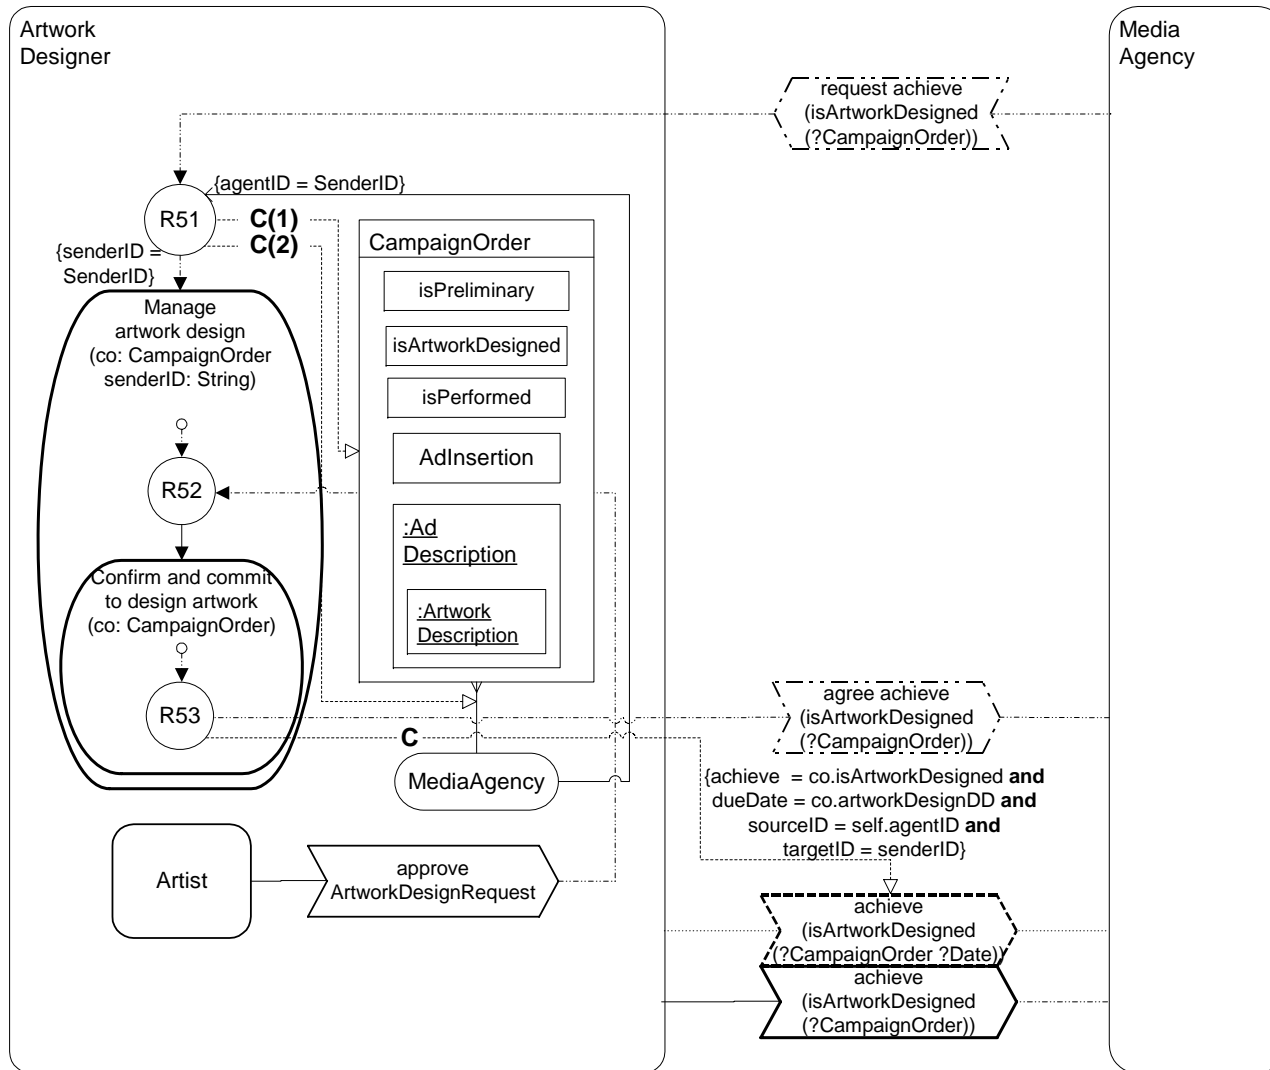 Artwork
Designer
Media
Agency
request achieve
(isArtworkDesigned
(?CampaignOrder))
{agentID = SenderID}
R51
C(1)
C(2)
{senderID =
SenderID}
CampaignOrder
isPreliminary
isArtworkDesigned
isPerformed
AdInsertion
:Ad
Description
:Artwork
Description
Manage
artwork design
(co: CampaignOrder
senderID: String)
R52
Confirm and commit
to design artwork
(co: CampaignOrder)
R53
C
MediaAgency
agree achieve
(isArtworkDesigned
(?CampaignOrder))
{achieve = co.isArtworkDesigned and
dueDate = co.artworkDesignDD and
sourceID = self.agentID and
targetID = senderID}
Artist
approve
ArtworkDesignRequest
achieve
(isArtworkDesigned
(?CampaignOrder ?Date))
achieve
(isArtworkDesigned
(?CampaignOrder))